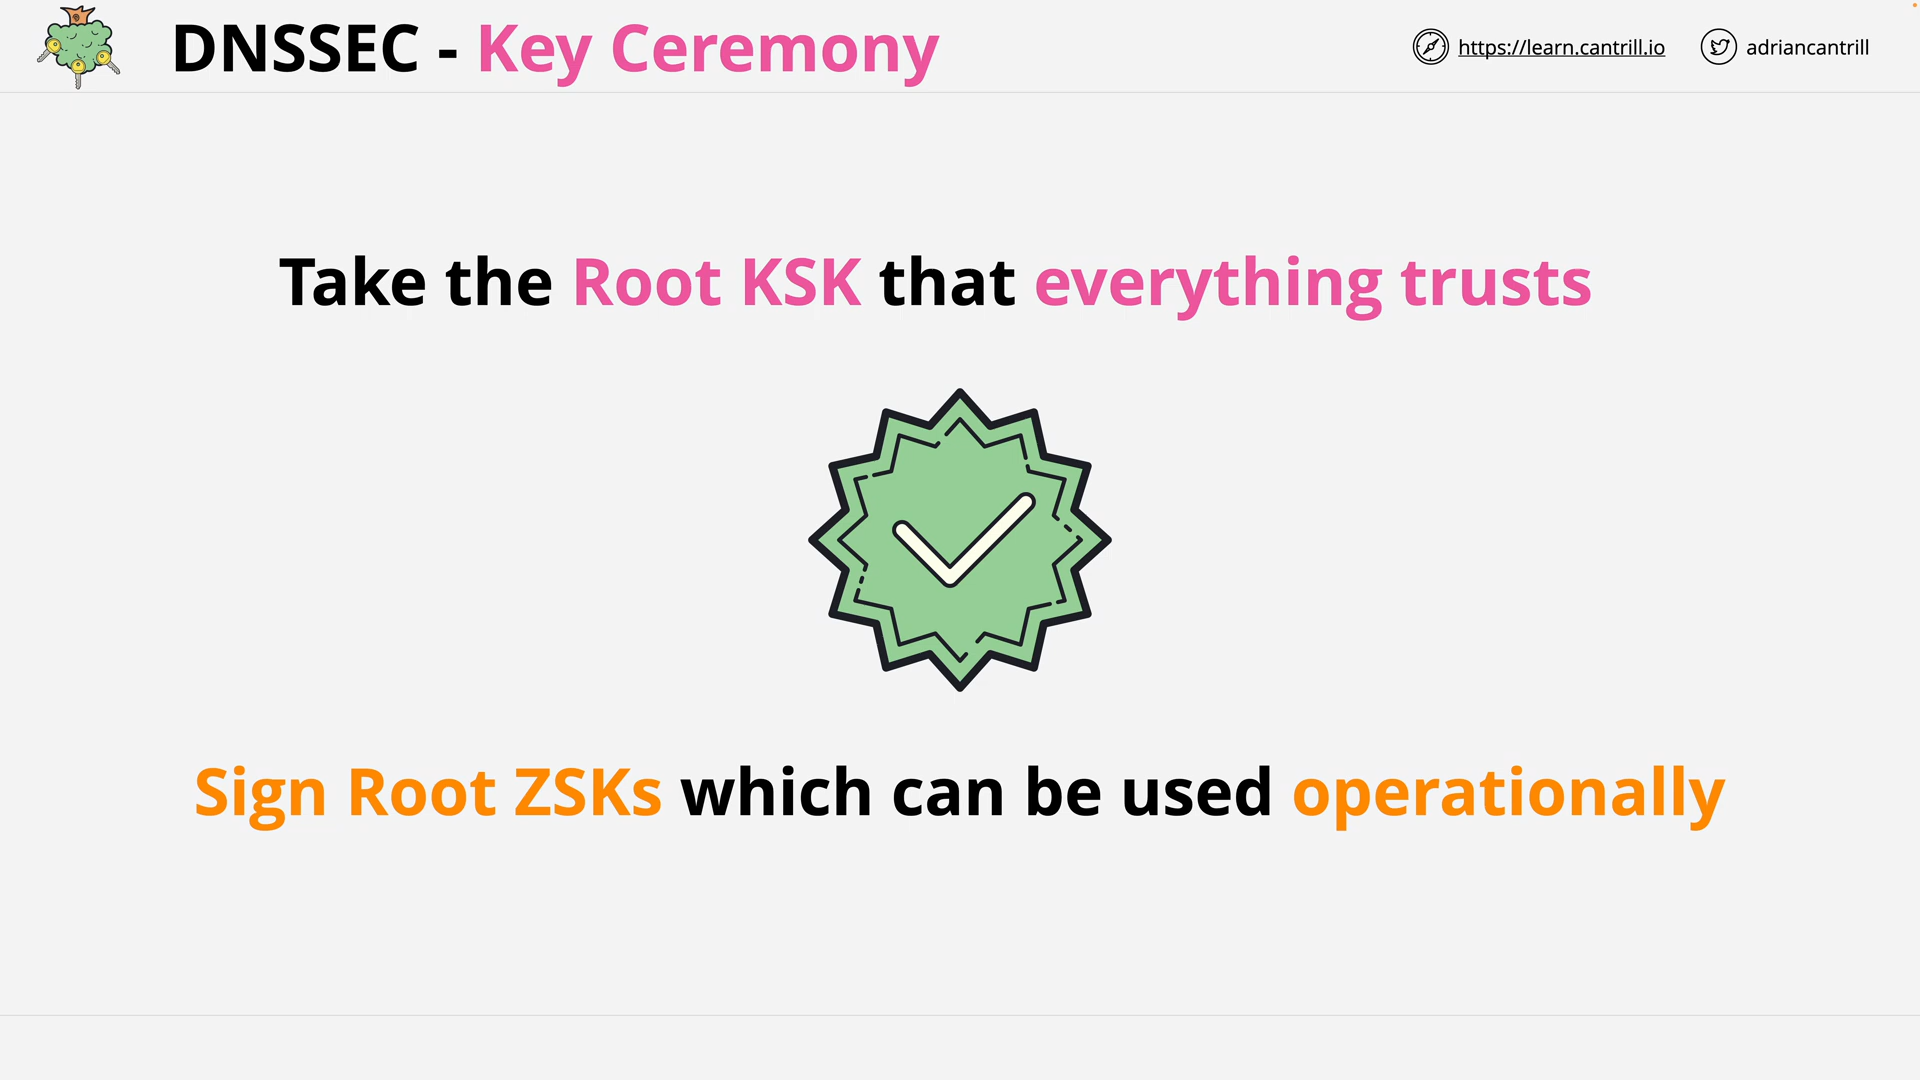 DNSSEC - Key Ceremony
https://learn.cantrill.io
adriancantrill
Take the Root KSK that everything trusts
Sign Root ZSKs which can be used operationally